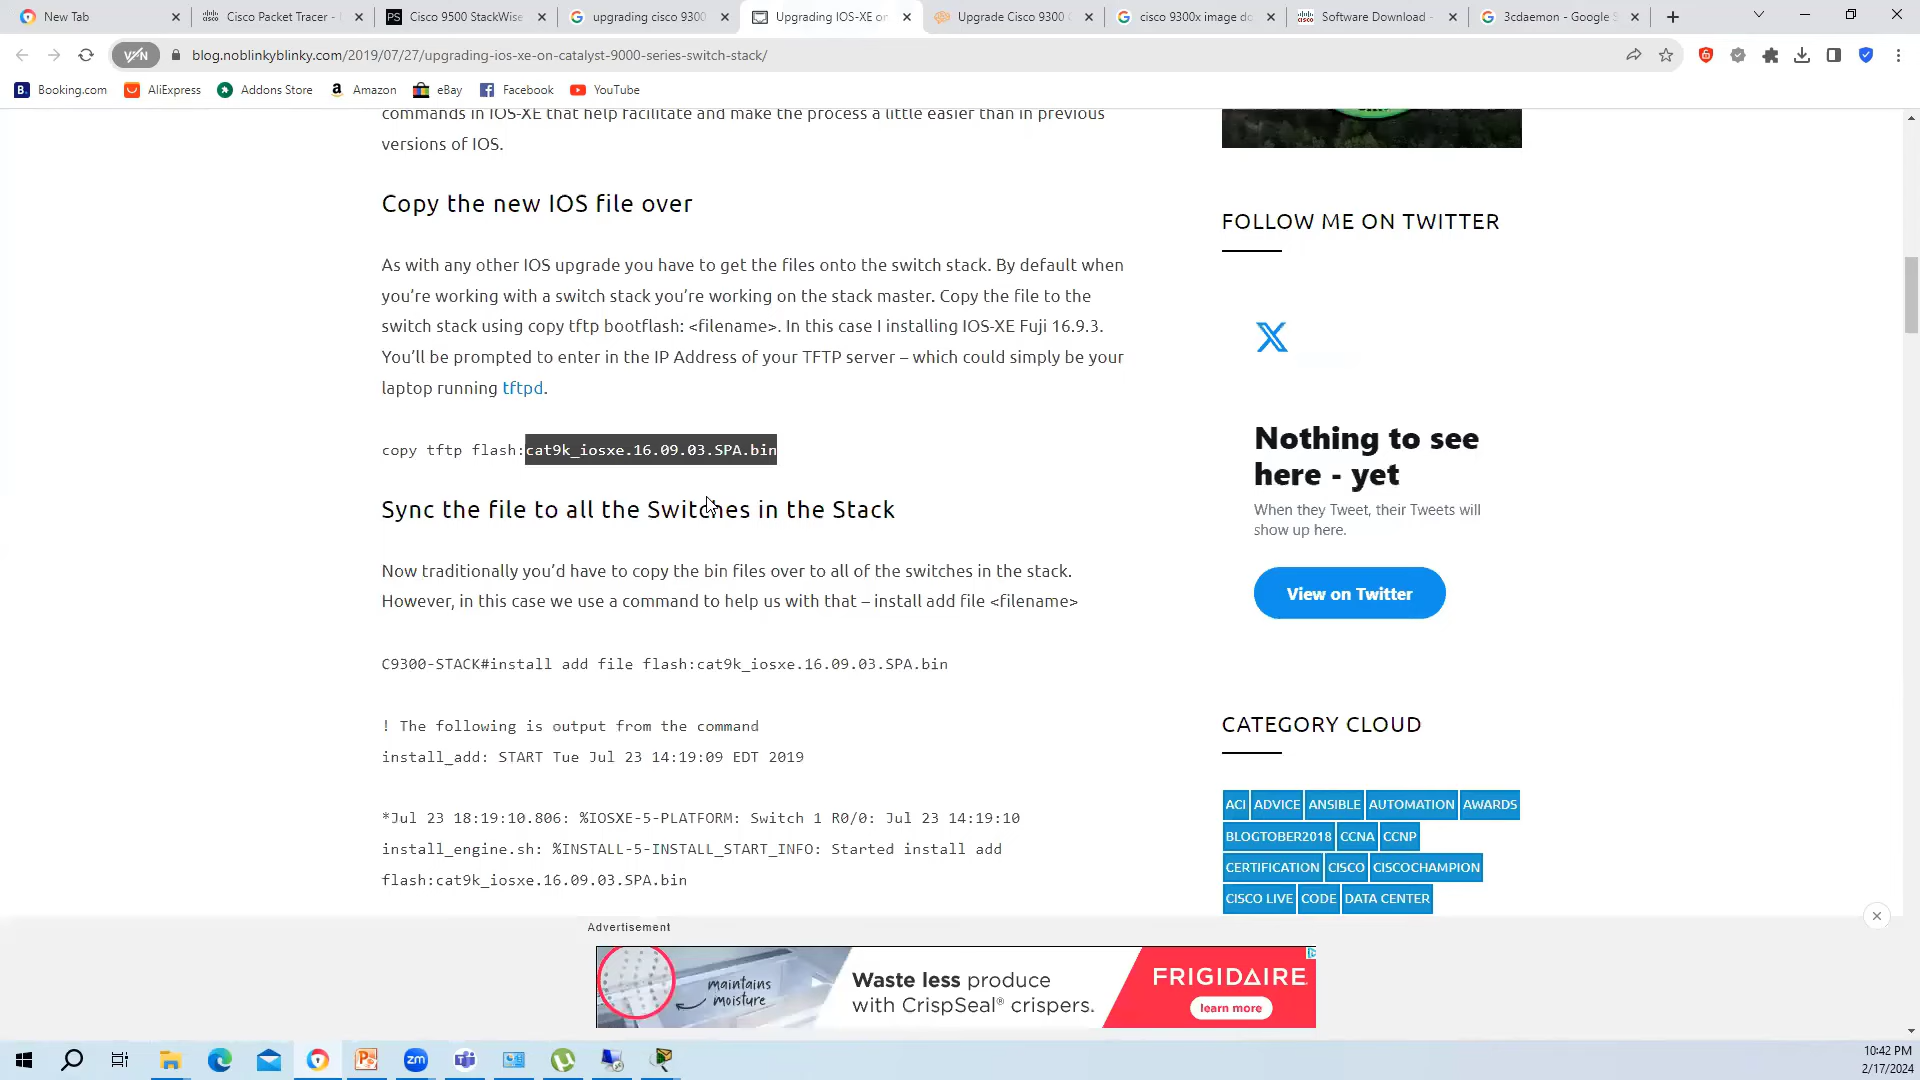 New Tab
Cisco Packet Tracer -
Cisco 9500 StackWise
upgrading cisco 9300
Upgrading IOS-XE on
Upgrade Cisco 9300
cisco 9300x image do
Software Download -
3cdaemon - Google S
VPN
blog.noblinkyblinky.com/2019/07/27/upgrading-ios-xe-on-catalyst-9000-series-switch-stack/
Booking.com
AliExpress
Addons Store
Amazon
eBay
Facebook
YouTube
commands in IOS-XE that help facilitate and make the process a little easier than in previous
versions of IOS.
Copy the new IOS file over
As with any other IOS upgrade you have to get the files onto the switch stack. By default when
you're working with a switch stack you're working on the stack master. Copy the file to the
switch stack using copy tftp bootflash: <filename>. In this case I installing IOS-XE Fuji 16.9.3.
You'll be prompted to enter in the IP Address of your TFTP server – which could simply be your
laptop running tftpd.
copy tftp flash:cat9k_iosxe.16.09.03.SPA.bin
Sync the file to all the Switches in the Stack
Now traditionally you'd have to copy the bin files over to all of the switches in the stack.
However, in this case we use a command to help us with that – install add file <filename>
C9300-STACK#install add file flash:cat9k_iosxe.16.09.03.SPA.bin
! The following is output from the command
install_add: START Tue Jul 23 14:19:09 EDT 2019
*Jul 23 18:19:10.806: %IOSXE-5-PLATFORM: Switch 1 R0/0: Jul 23 14:19:10
install_engine.sh: %INSTALL-5-INSTALL_START_INFO: Started install add
flash:cat9k_iosxe.16.09.03.SPA.bin
FOLLOW ME ON TWITTER
Nothing to see
here - yet
When they Tweet, their Tweets will
show up here.
View on Twitter
CATEGORY CLOUD
ACI ADVICE ANSIBLE AUTOMATION AWARDS
BLOGTOBER2018 CCNA CCNP
CERTIFICATION CISCO CISCOCHAMPION
CISCO LIVE CODE DATA CENTER
Advertisement
maintains
moisture
Waste less produce
with CrispSeal® crispers.
FRIGIDAIRE
learn more
10:42 PM
2/17/2024